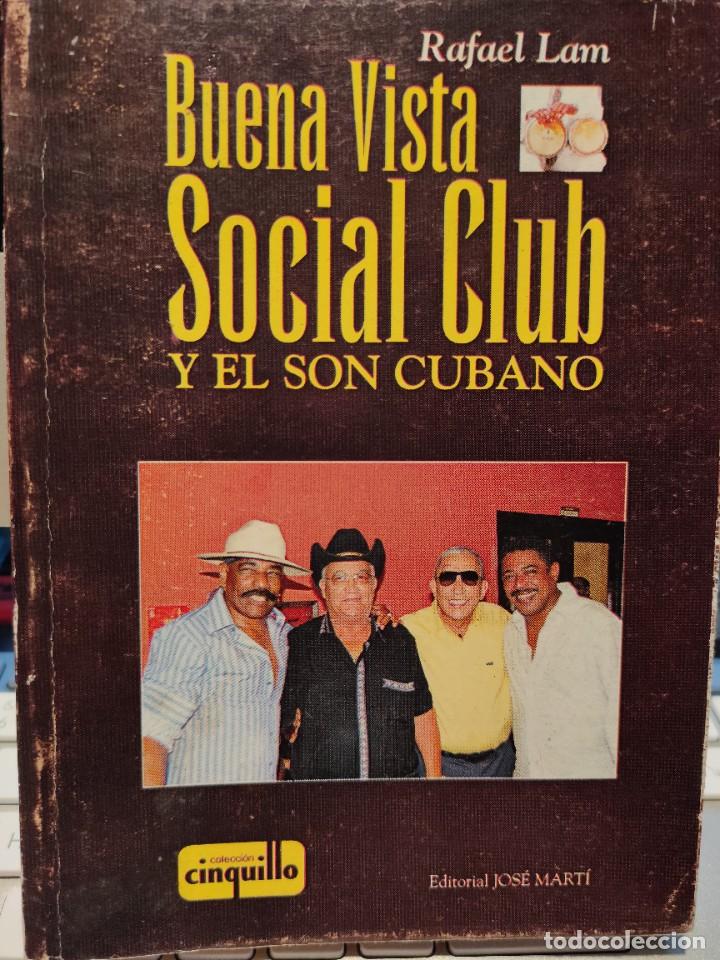 Rafael Lam
Buena Vista
Social Club
Y EL SON CUBANO
colección
cinquillo
Editorial JOSÉ MARTÍ
todocoleccion